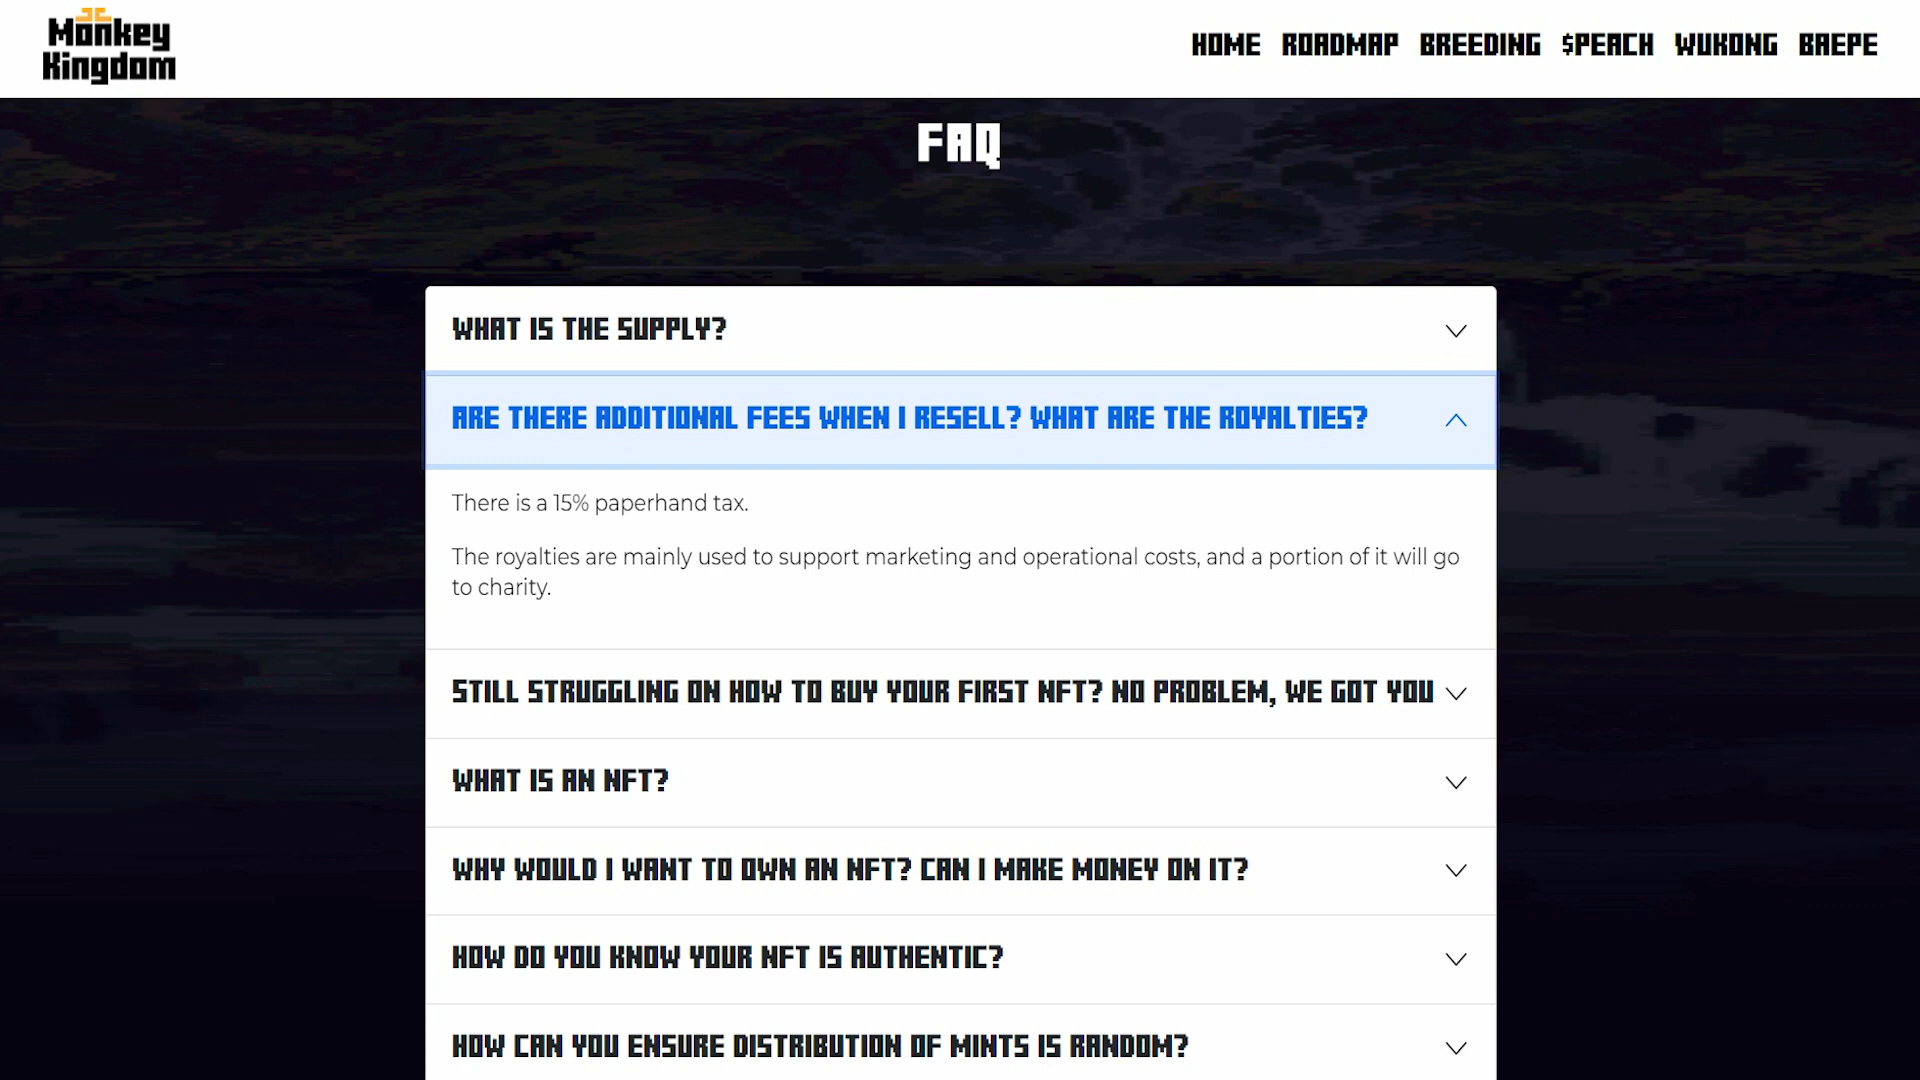 Monkey
Kingdom
HOME ROADMAP BREEDING $PEACH WUKONG BAEPE
FAQ
WHAT IS THE SUPPLY?
ARE THERE ADDITIONAL FEES WHEN I RESELL? WHAT ARE THE ROYALTIES?
There is a 15% paperhand tax.
The royalties are mainly used to support marketing and operational costs, and a portion of it will go
to charity.
STILL STRUGGLING ON HOW TO BUY YOUR FIRST NFT? NO PROBLEM, WE GOT YOU
WHAT IS AN NFT?
WHY WOULD I WANT TO OWN AN NFT? CAN I MAKE MONEY ON IT?
HOW DO YOU KNOW YOUR NFT IS AUTHENTIC?
HOW CAN YOU ENSURE DISTRIBUTION OF MINTS IS RANDOM?